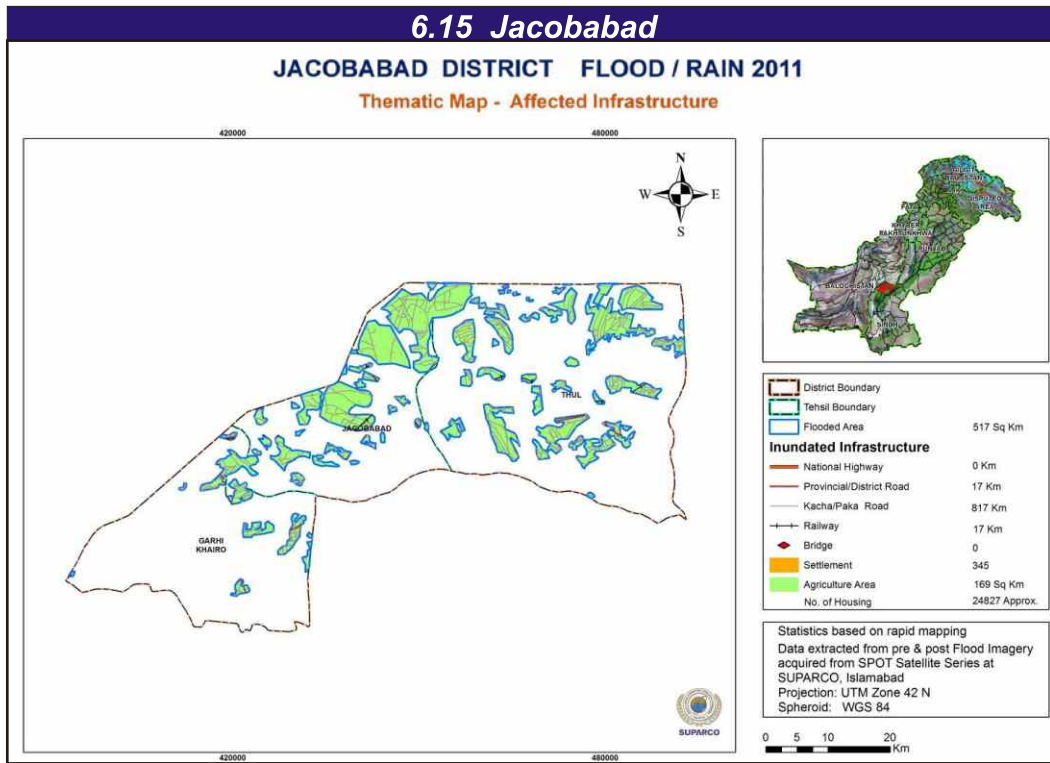 6.15 Jacobabad
JACOBABAD DISTRICT FLOOD / RAIN 2011
Thematic Map - Affected Infrastructure
420000
480000
N
W
E
S
THUL
JACOBABAD
GARHI
KHAIRO
SUPARCO
420000
480000
DISPUTED
AREA
KHYBER
PAKHTUNKHWA
PUNJAB
BALOCHISTAN
SINDH
District Boundary
Tehsil Boundary
Flooded Area 517 Sq Km
Inundated Infrastructure
National Highway 0 Km
Provincial/District Road 17 Km
Kacha/Paka Road 817 Km
Railway 17 Km
Bridge 0
Settlement 345
Agriculture Area 169 Sq Km
No. of Housing 24827 Approx.
Statistics based on rapid mapping
Data extracted from pre & post Flood Imagery
acquired from SPOT Satellite Series at
SUPARCO, Islamabad
Projection: UTM Zone 42 N
Spheroid: WGS 84
0 5 10 20
Km